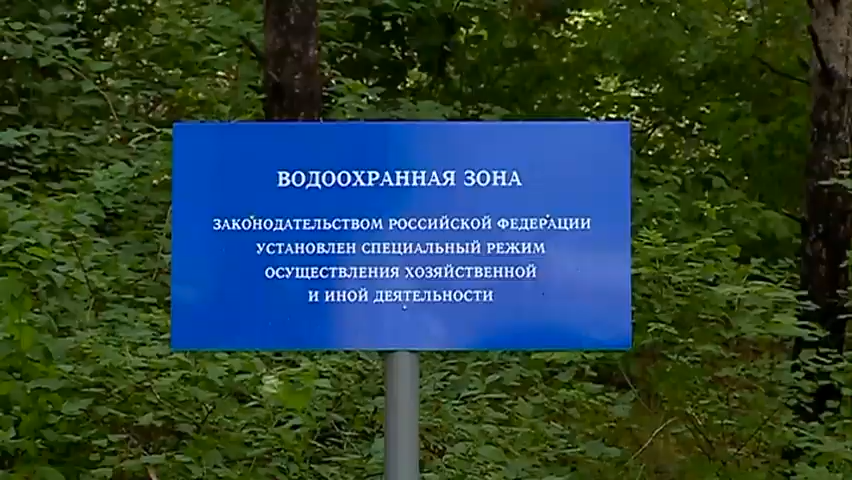 ВОДООХРАННАЯ ЗОНА
ЗАКОНОДАТЕЛЬСТВОМ РОССИЙСКОЙ ФЕДЕРАЦИИ
УСТАНОВЛЕН СПЕЦИАЛЬНЫЙ РЕЖИМ
ОСУЩЕСТВЛЕНИЯ ХОЗЯЙСТВЕННОЙ
И ИНОЙ ДЕЯТЕЛЬНОСТИ